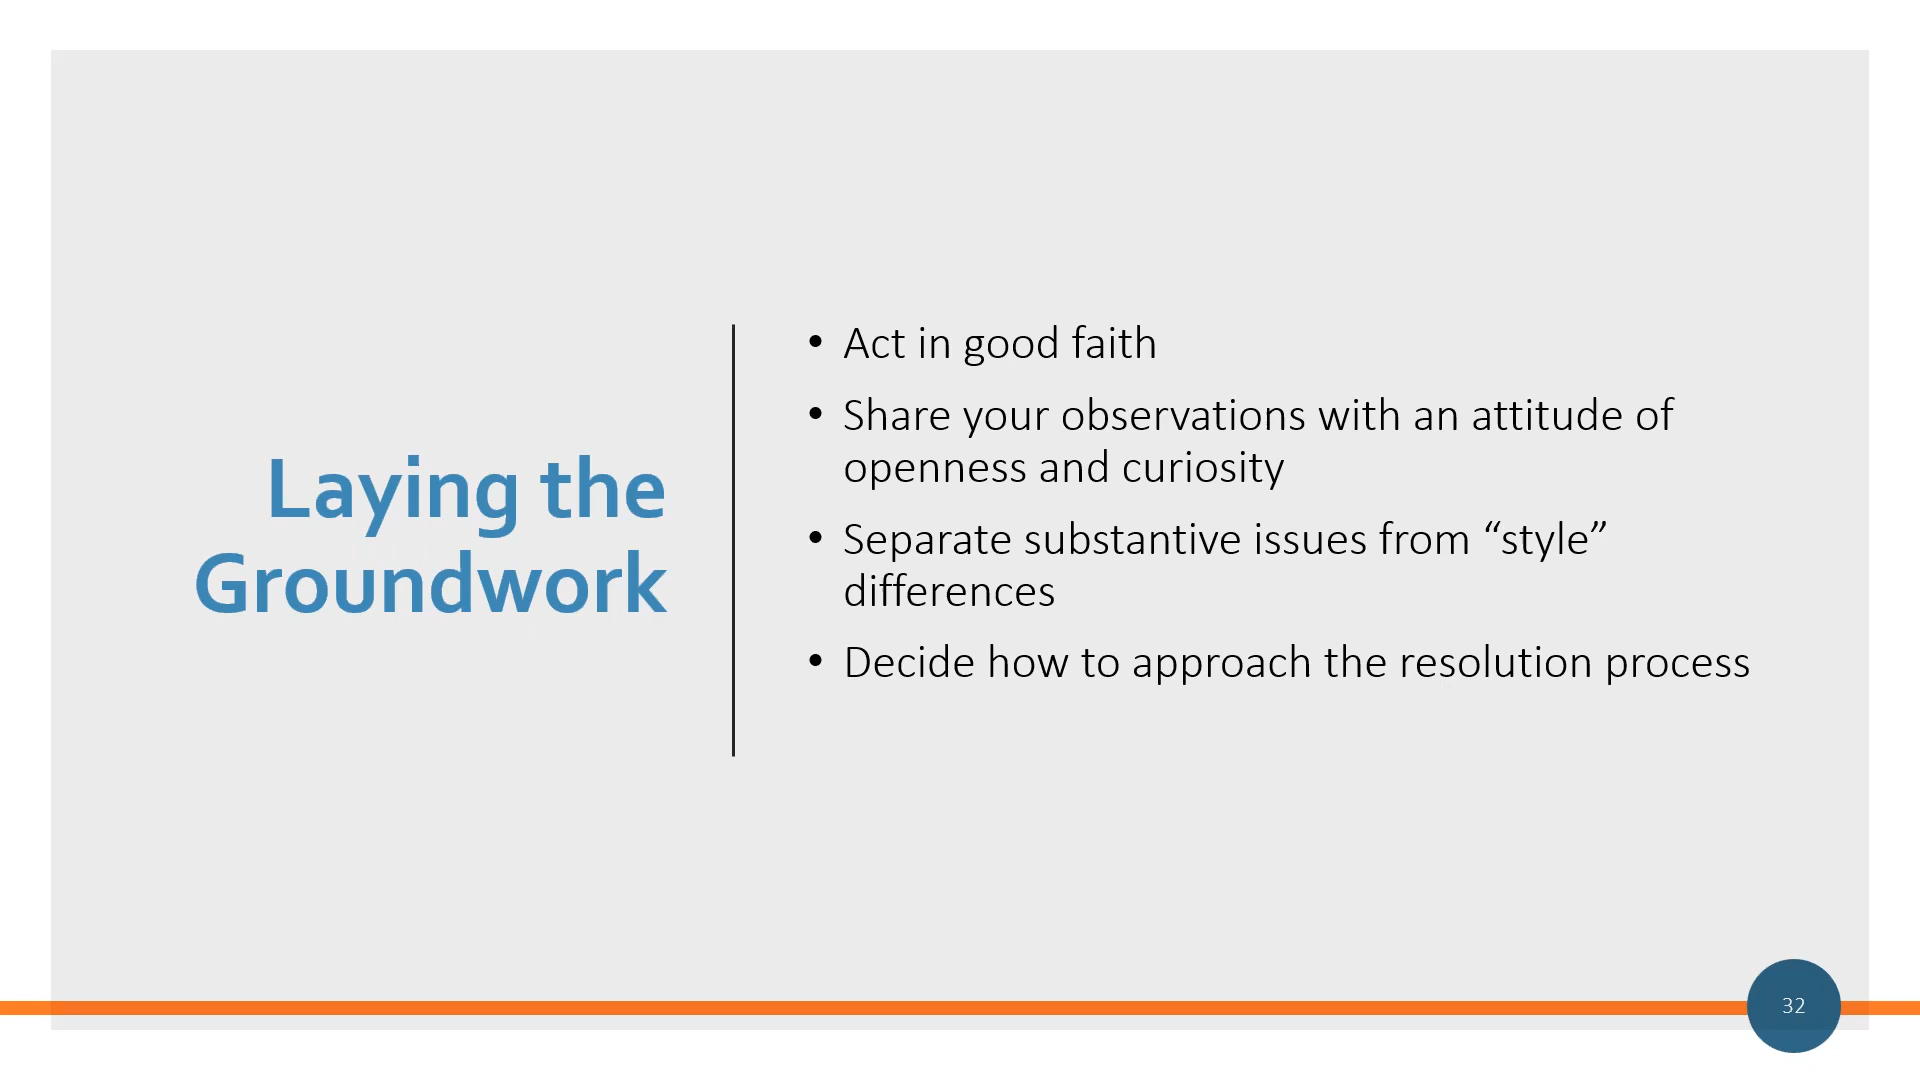 Laying the
Groundwork
• Act in good faith
• Share your observations with an attitude of
openness and curiosity
• Separate substantive issues from “style”
differences
• Decide how to approach the resolution process
32